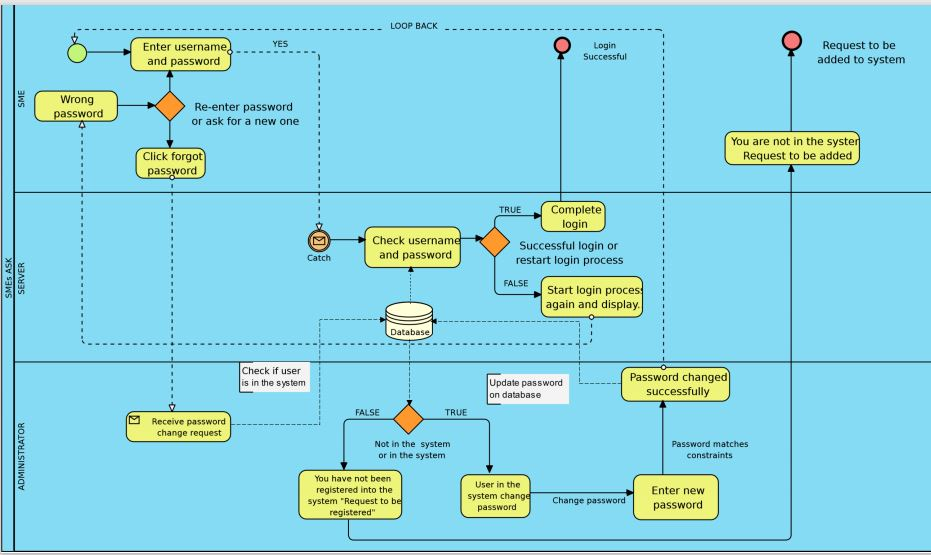 LOOP BACK
SMEs ASK
SME
Enter username
and password
YES
Wrong
password
Re-enter password
or ask for a new one
Click forgot
password
Login
Successful
Request to be
added to system
You are not in the system
Request to be added
SERVER
Catch
Check username
and password
TRUE
Complete
login
Successful login or
restart login process
FALSE
Start login process
again and display.
Database
ADMINISTRATOR
Check if user
is in the system
Update password
on database
Receive password
change request
FALSE
TRUE
Not in the system
or in the system
You have not been
registered into the
system "Request to be
registered"
User in the
system change
password
Change password
Enter new
password
Password matches
constraints
Password changed
successfully